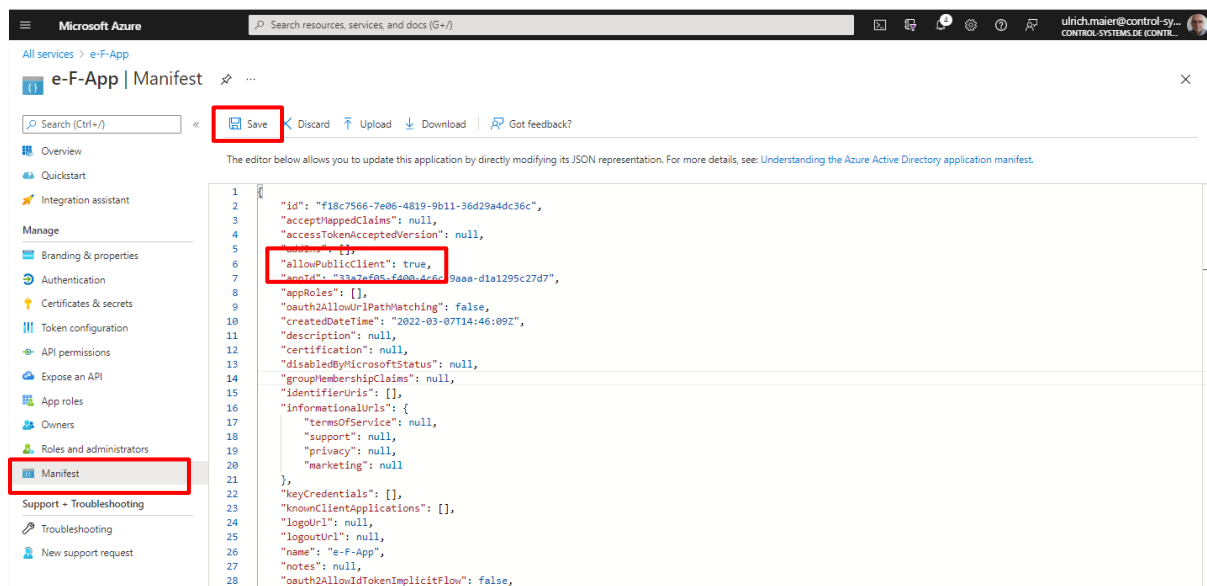 Microsoft Azure
Search resources, services, and docs (G+/)
4
ulrich.maier@control-sy...
CONTROL-SYSTEMS.DE (CONTR...
All services > e-F-App
e-F-App | Manifest
Search (Ctrl+/)
Overview
Quickstart
Integration assistant
Manage
Branding & properties
Authentication
Certificates & secrets
Token configuration
API permissions
Expose an API
App roles
Owners
Roles and administrators
Manifest
Support + Troubleshooting
Troubleshooting
New support request
Save Discard Upload Download Got feedback?
The editor below allows you to update this application by directly modifying its JSON representation. For more details, see: Understanding the Azure Active Directory application manifest.
1 {
2 "id": "f18c7566-7e06-4819-9b11-36d29a4dc36c",
3 "acceptMappedClaims": null,
4 "accessTokenAcceptedVersion": null,
5 "addIns": [],
6 "allowPublicClient": true,
7 "appId":
8 "appRoles": [],
9 "oauth2AllowUrlPathMatching": false,
10 "createdDateTime": "2022-03-07T14:46:09Z",
11 "description": null,
12 "certification": null,
13 "disabledByMicrosoftStatus": null,
14 "groupMembershipClaims": null,
15 "identifierUris": [],
16 "informationalUrls": {
17 "termsOfService": null,
18 "support": null,
19 "privacy": null,
20 "marketing": null
21 },
22 "keyCredentials": [],
23 "knownClientApplications": [],
24 "logoUrl": null,
25 "logoutUrl": null,
26 "name": "e-F-App",
27 "notes": null,
28 "oauth2AllowIdTokenImplicitFlow": false,